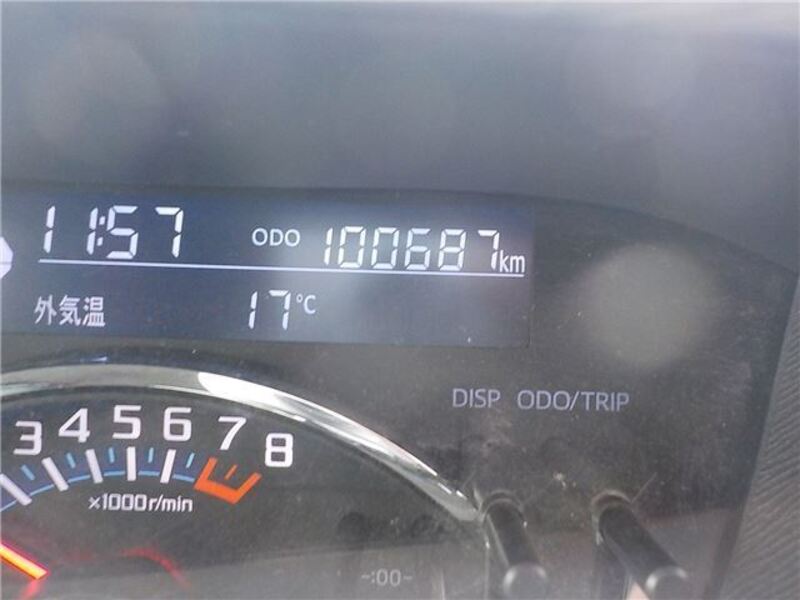 11:57 ODO 100687km
外気温 17℃
DISP ODO/TRIP
3 4 5 6 7 8
×1000r/min
~:00~